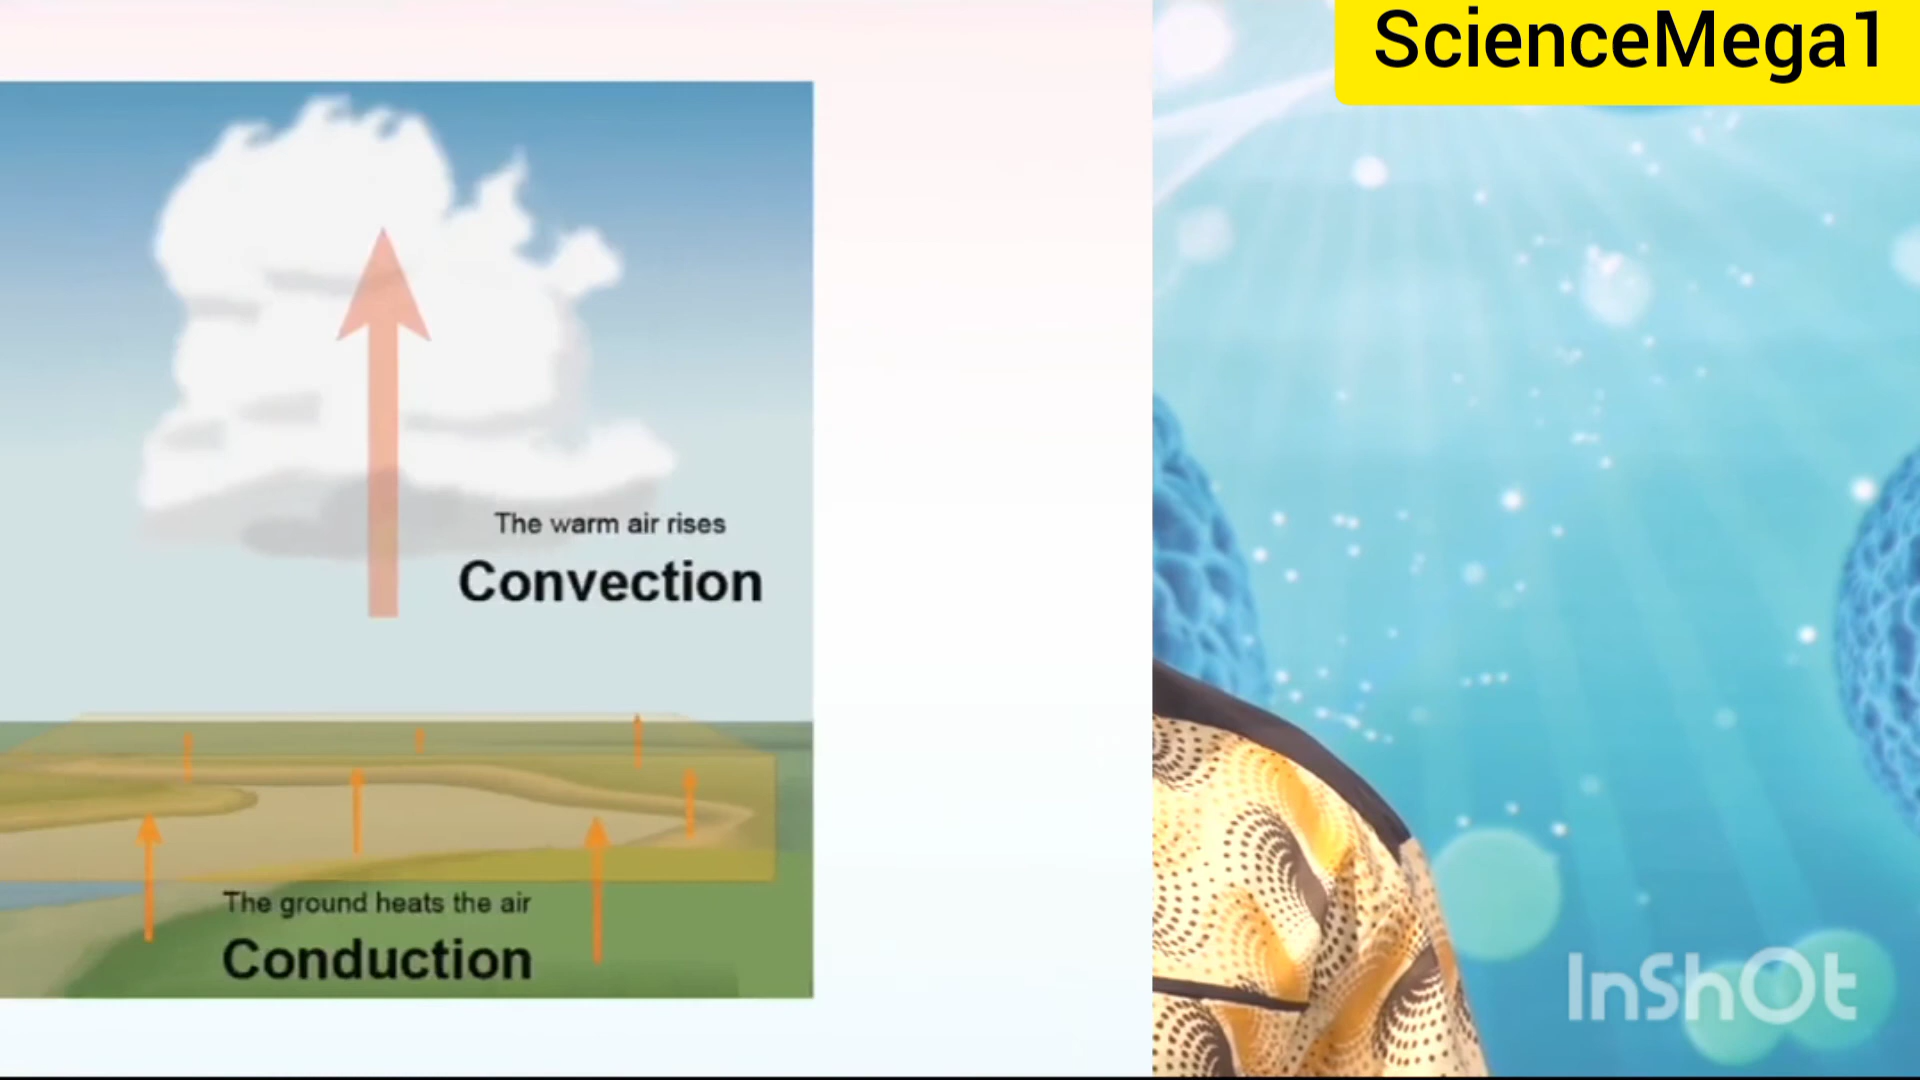 ScienceMega1
The warm air rises
Convection
The ground heats the air
Conduction
InShOt